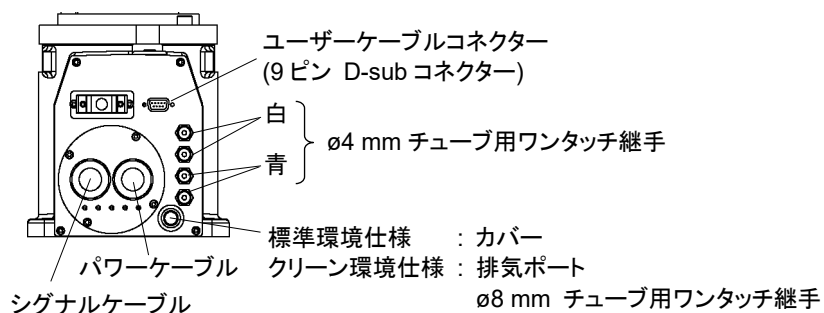 ユーザーケーブルコネクター
(9 ピン D-sub コネクター)
白
ø4 mm チューブ用ワンタッチ継手
青
標準環境仕様 : カバー
パワーケーブル
クリーン環境仕様 : 排気ポート
シグナルケーブル
ø8 mm チューブ用ワンタッチ継手